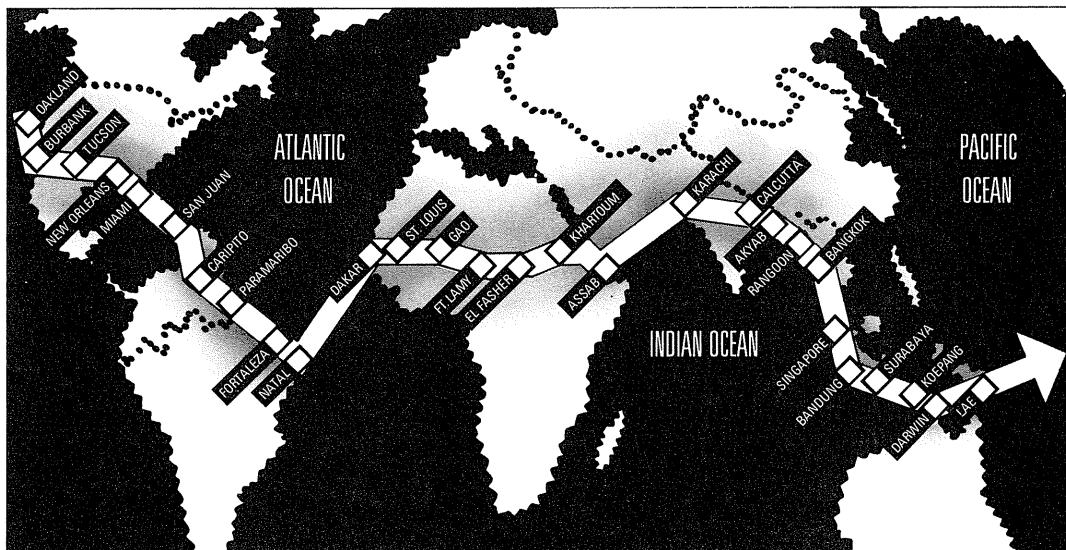 OAKLAND
BURBANK
TUCSON
NEW ORLEANS
MIAMI
SAN JUAN
CARIPITO
PARAMARIBO
FORTALEZA
NATAL
ATLANTIC
OCEAN
DAKAR
ST. LOUIS
GAO
FT. LAMY
EL FASHER
KHARTOUM
ASSAB
KARACHI
CALCUTTA
AKYAB
RANGOON
BANGKOK
INDIAN OCEAN
SINGAPORE
BANDUNG
SURABAYA
KOEPANG
DARWIN
LAE
PACIFIC
OCEAN